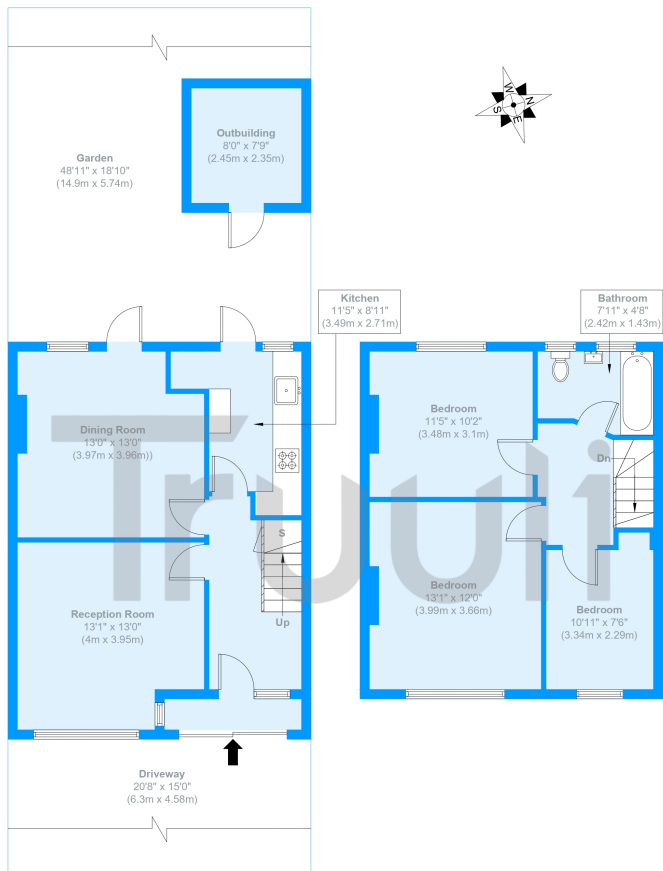 Outbuilding
8'0" x 7'9"
(2.45m x 2.35m)
Garden
48'11" x 18'10"
(14.9m x 5.74m)
W
N
S
E
Kitchen
11'5" x 8'11"
(3.49m x 2.71m)
Bathroom
7'11" x 4'8"
(2.42m x 1.43m)
Dining Room
13'0" x 13'0"
(3.97m x 3.96m))
Bedroom
11'5" x 10'2"
(3.48m x 3.1m)
Dn
Truuli
S
Up
Reception Room
13'1" x 13'0"
(4m x 3.95m)
Bedroom
13'1" x 12'0"
(3.99m x 3.66m)
Bedroom
10'11" x 7'6"
(3.34m x 2.29m)
Driveway
20'8" x 15'0"
(6.3m x 4.58m)